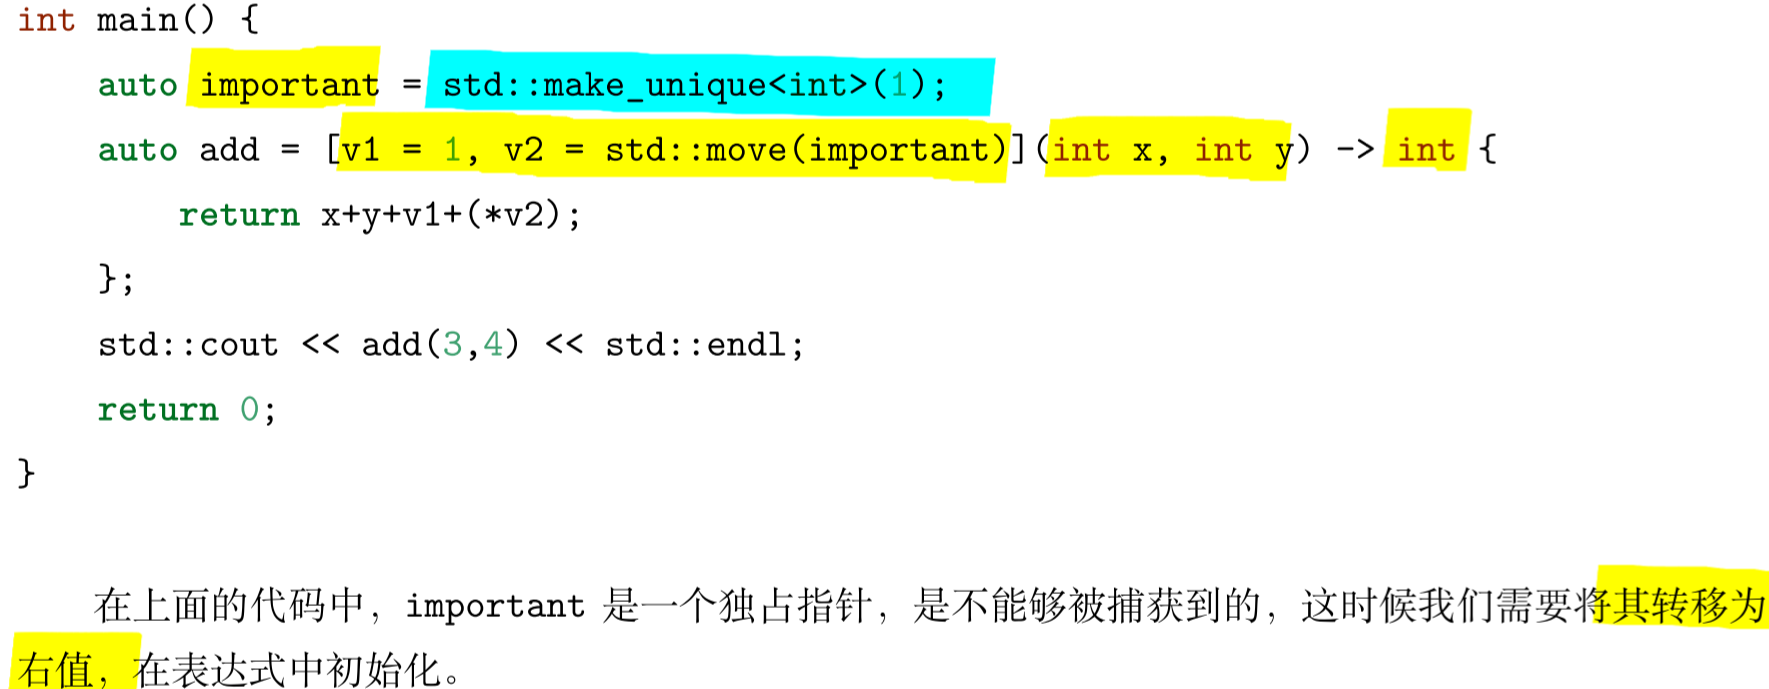 int main() {
auto important = std::make_unique<int>(1);
auto add = [v1 = 1, v2 = std::move(important)](int x, int y) -> int {
return x+y+v1+(*v2);
};
std::cout << add(3,4) << std::endl;
return 0;
}
在上面的代码中，important 是一个独占指针，是不能够被捕获到的，这时候我们需要将其转移为
右值，在表达式中初始化。